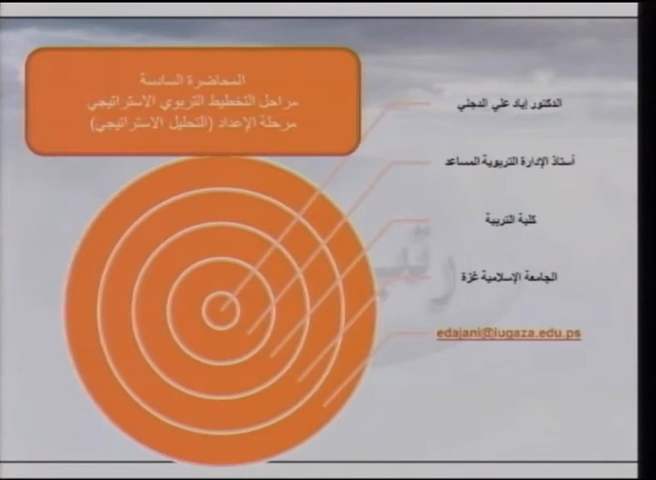 المحاضرة السادسة
مراحل التخطيط التربوي الاستراتيجي
مرحلة الإعداد (التحليل الاستراتيجي)
الدكتور إياد علي الدجني
أستاذ الإدارة التربوية المساعد
كلية التربية
الجامعة الإسلامية غزة
edajani@iugaza.edu.ps